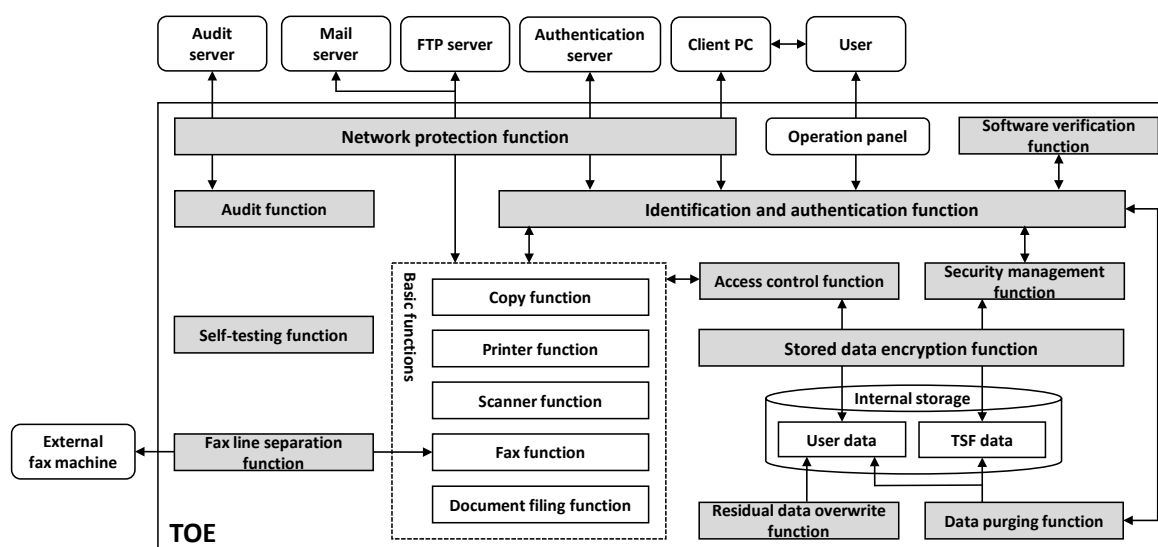 Audit
server
Mail
server
FTP server
Authentication
server
Client PC
User
Network protection function
Operation panel
Software verification
function
Audit function
Identification and authentication function
Basic functions
Copy function
Access control function
Security management
function
Self-testing function
Printer function
Stored data encryption function
Scanner function
Internal storage
External
fax machine
Fax line separation
function
Fax function
User data
TSF data
Document filing function
Residual data overwrite
function
Data purging function
TOE